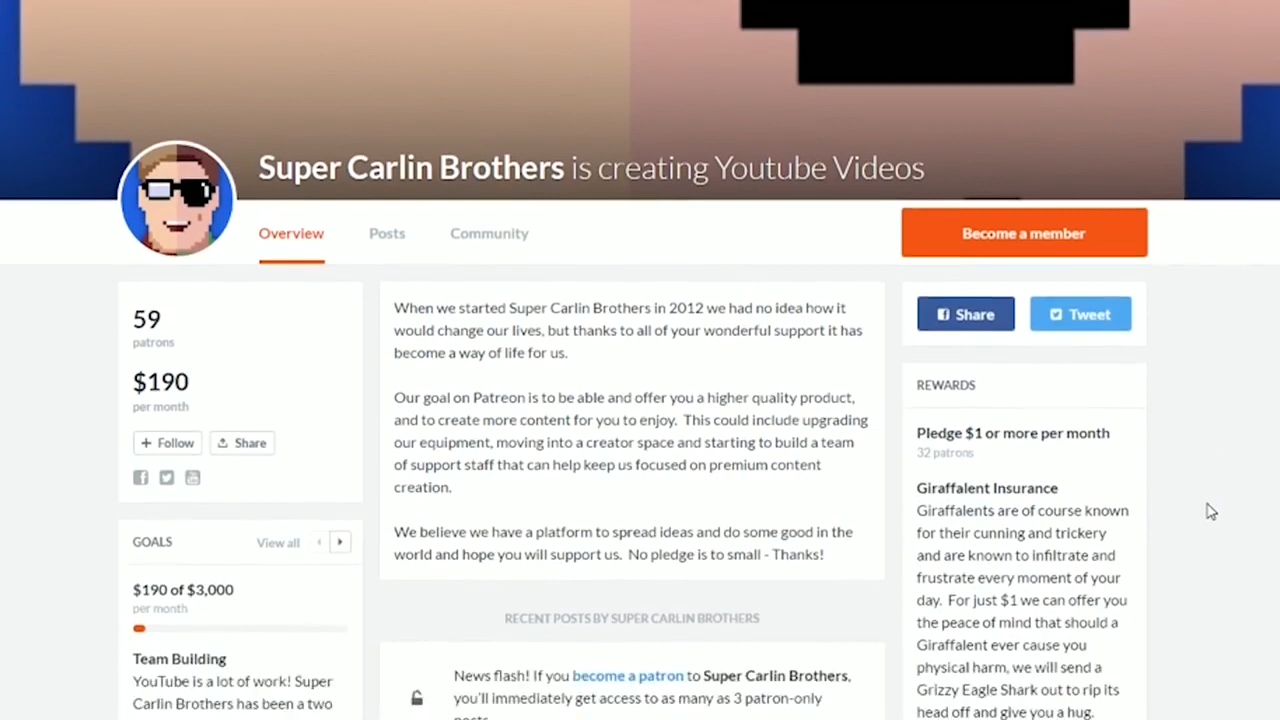 Super Carlin Brothers is creating Youtube Videos
Overview
Posts
Community
Become a member
59
patrons
$190
per month
+ Follow
Share
GOALS
View all
$190 of $3,000
per month
Team Building
YouTube is a lot of work! Super
Carlin Brothers has been a two
When we started Super Carlin Brothers in 2012 we had no idea how it
would change our lives, but thanks to all of your wonderful support it has
become a way of life for us.
Our goal on Patreon is to be able and offer you a higher quality product,
and to create more content for you to enjoy. This could include upgrading
our equipment, moving into a creator space and starting to build a team
of support staff that can help keep us focused on premium content
creation.
We believe we have a platform to spread ideas and do some good in the
world and hope you will support us. No pledge is to small - Thanks!
RECENT POSTS BY SUPER CARLIN BROTHERS
News flash! If you become a patron to Super Carlin Brothers,
you'll immediately get access to as many as 3 patron-only
posts.
Share
Tweet
REWARDS
Pledge $1 or more per month
32 patrons
Giraffalent Insurance
Giraffalents are of course known
for their cunning and trickery
and are known to infiltrate and
frustrate every moment of your
day. For just $1 we can offer you
the peace of mind that should a
Giraffalent ever cause you
physical harm, we will send a
Grizzy Eagle Shark out to rip its
head off and give you a hug.